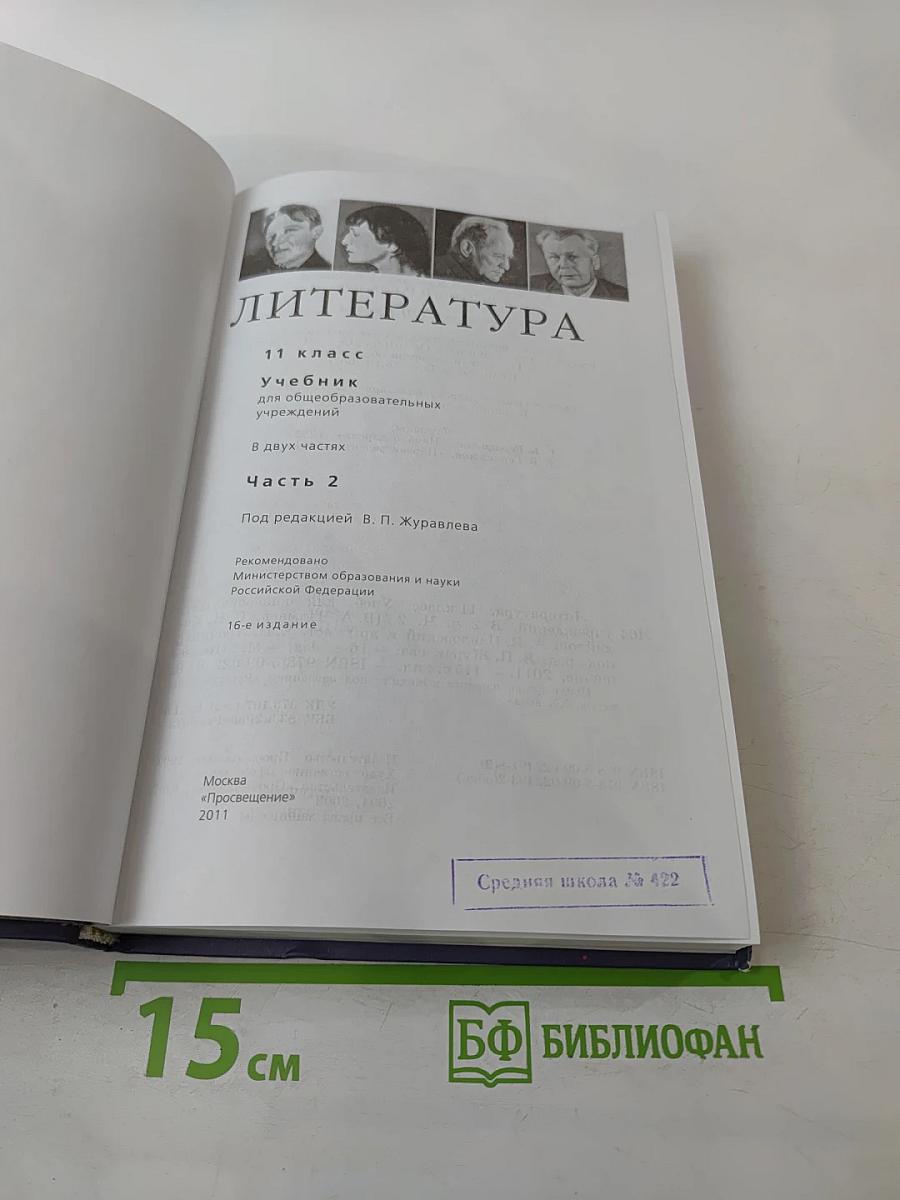 ЛИТЕРАТУРА
11 класс
Учебник
для общеобразовательных
учреждений
В двух частях
Часть 2
Под редакцией В. П. Журавлева
Рекомендовано
Министерством образования и науки
Российской Федерации
16-е издание
Москва
«Просвещение»
2011
Средняя школа № 422
15 см
БФ БИБЛИОФАН